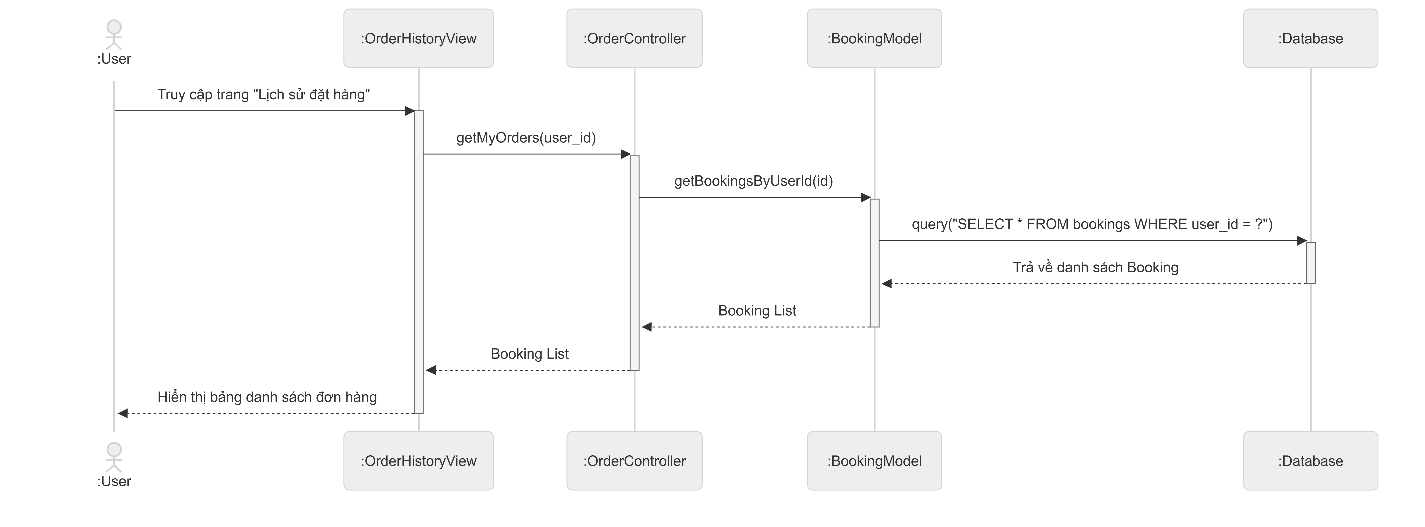 :User
:OrderHistoryView
:OrderController
:BookingModel
:Database
Truy cập trang "Lịch sử đặt hàng"
getMyOrders(user_id)
getBookingsByUserId(id)
query("SELECT * FROM bookings WHERE user_id = ?")
Trả về danh sách Booking
Booking List
Booking List
Hiển thị bảng danh sách đơn hàng
:User
:OrderHistoryView
:OrderController
:BookingModel
:Database